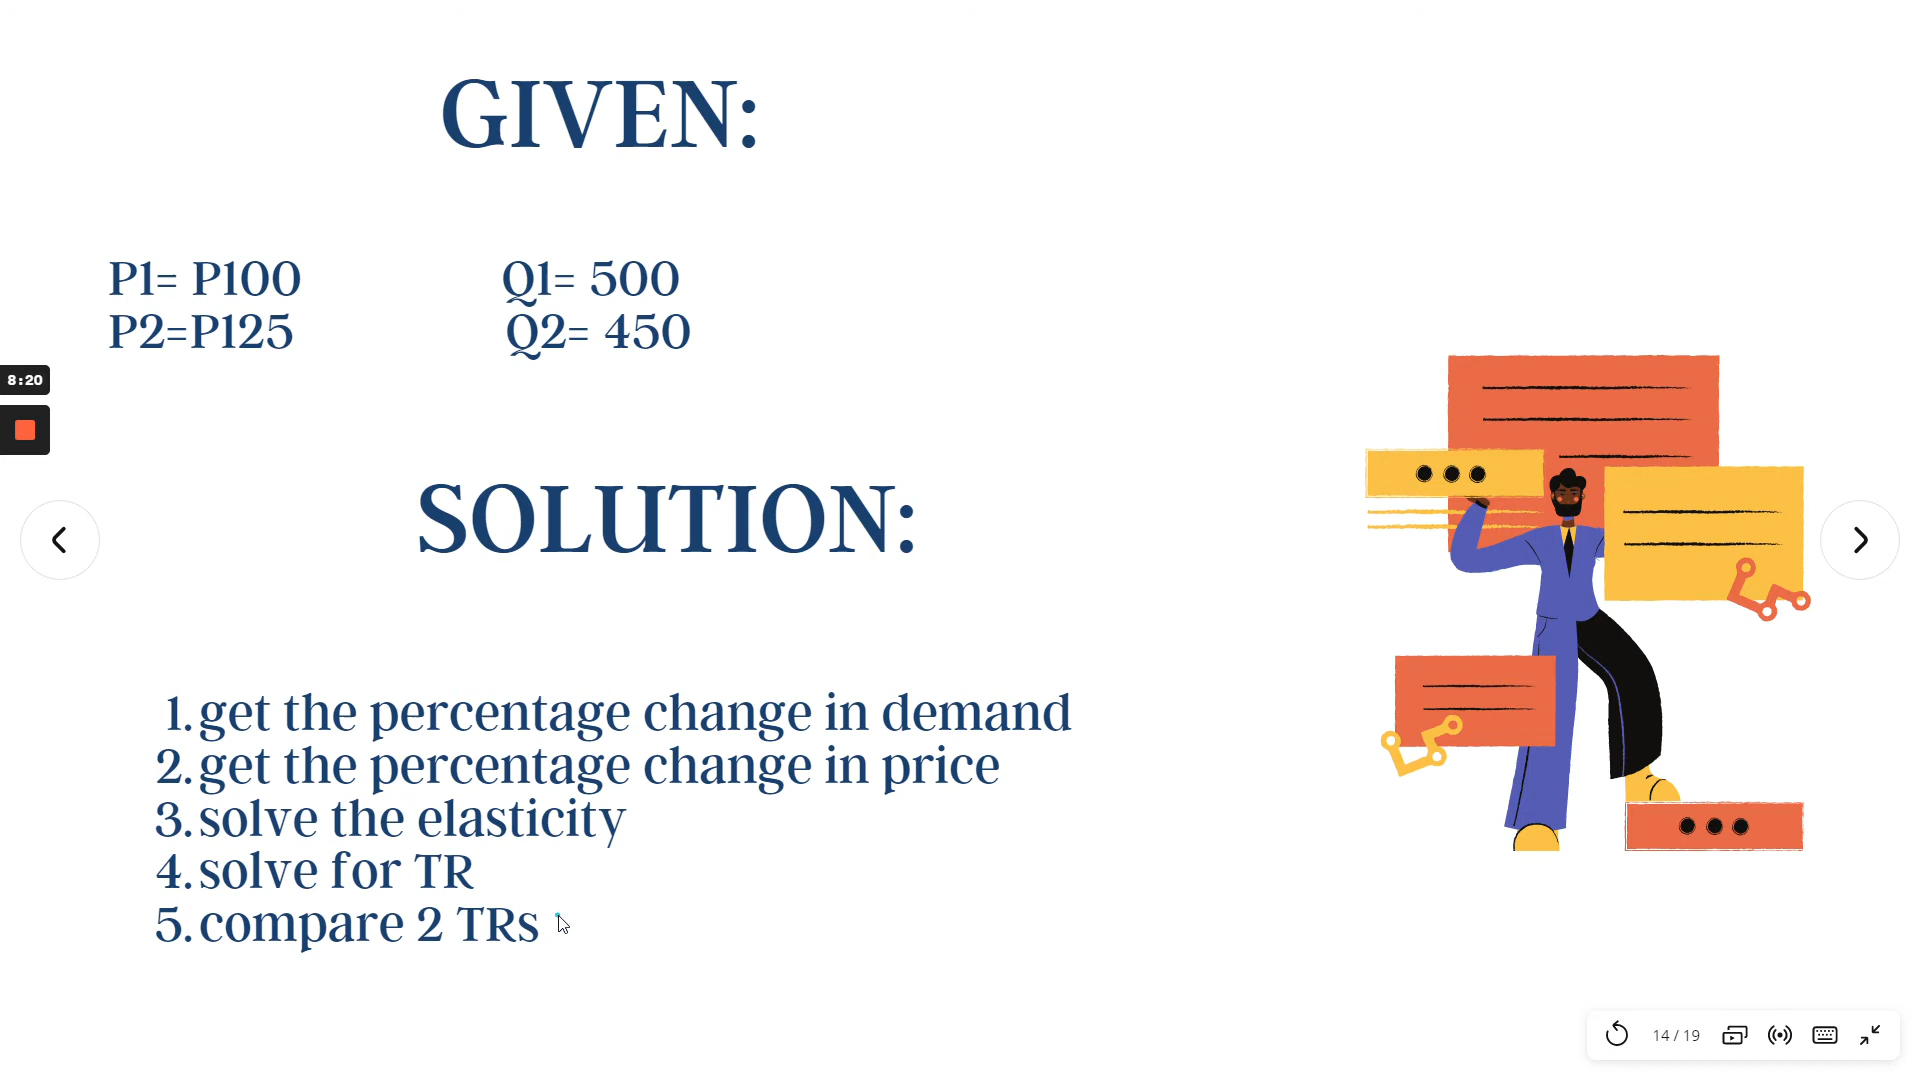 GIVEN:
P1= P100
Q1= 500
P2=P125
Q2= 450
8:20
SOLUTION:
1. get the percentage change in demand
2. get the percentage change in price
3. solve the elasticity
4. solve for TR
5. compare 2 TRs
14 / 19